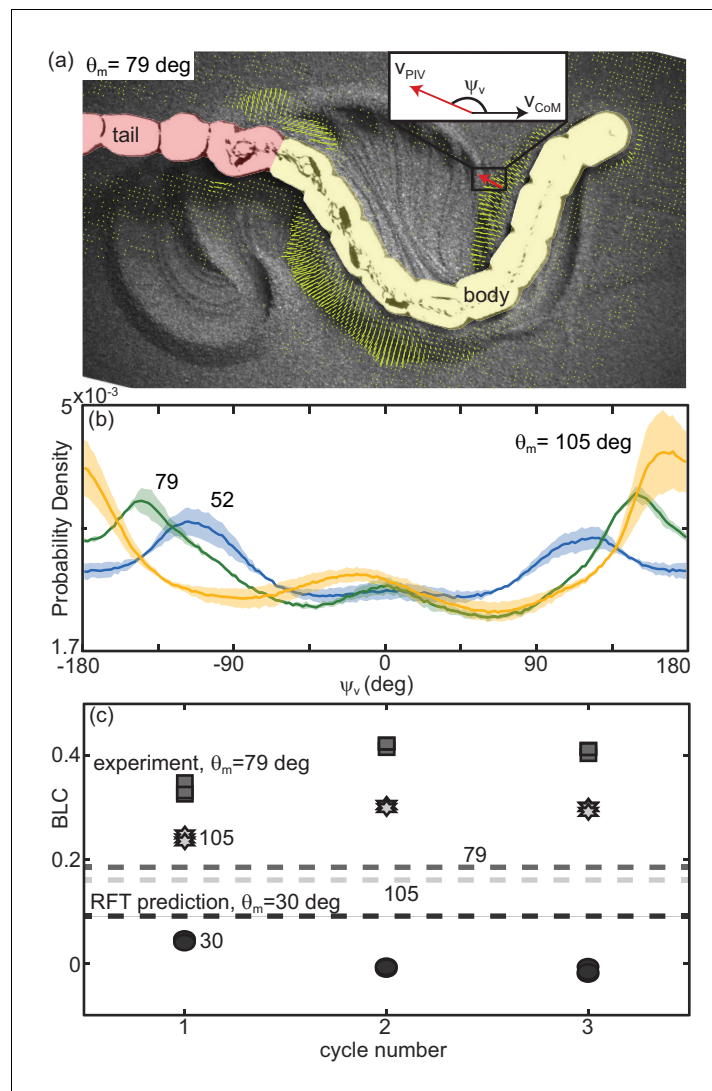 (a) θm= 79 deg
VPIV
ψv
VCoM
tail
body
5x10-3
(b)
θm= 105 deg
79
52
Probability Density
1.7
-180 -90 0 90 180
ψv (deg)
(c)
0.4
experiment, θm=79 deg
BLC
105
0.2
79
105
RFT prediction, θm=30 deg
30
0
1 2 3
cycle number